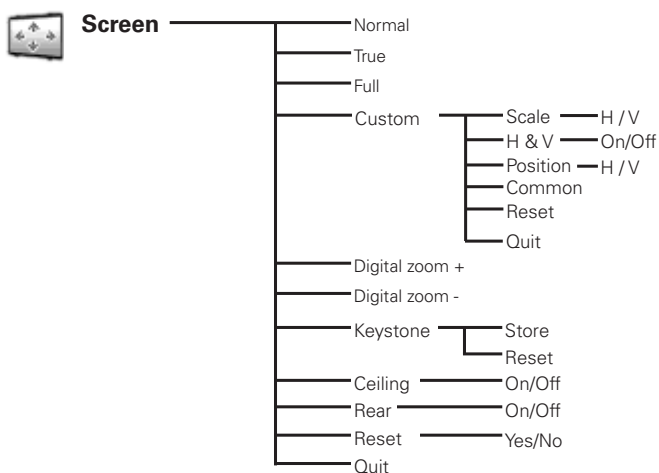 Screen Normal
True
Full
Custom Scale H / V
H & V On/Off
Position H / V
Common
Reset
Quit
Digital zoom +
Digital zoom -
Keystone Store
Reset
Ceiling On/Off
Rear On/Off
Reset Yes/No
Quit